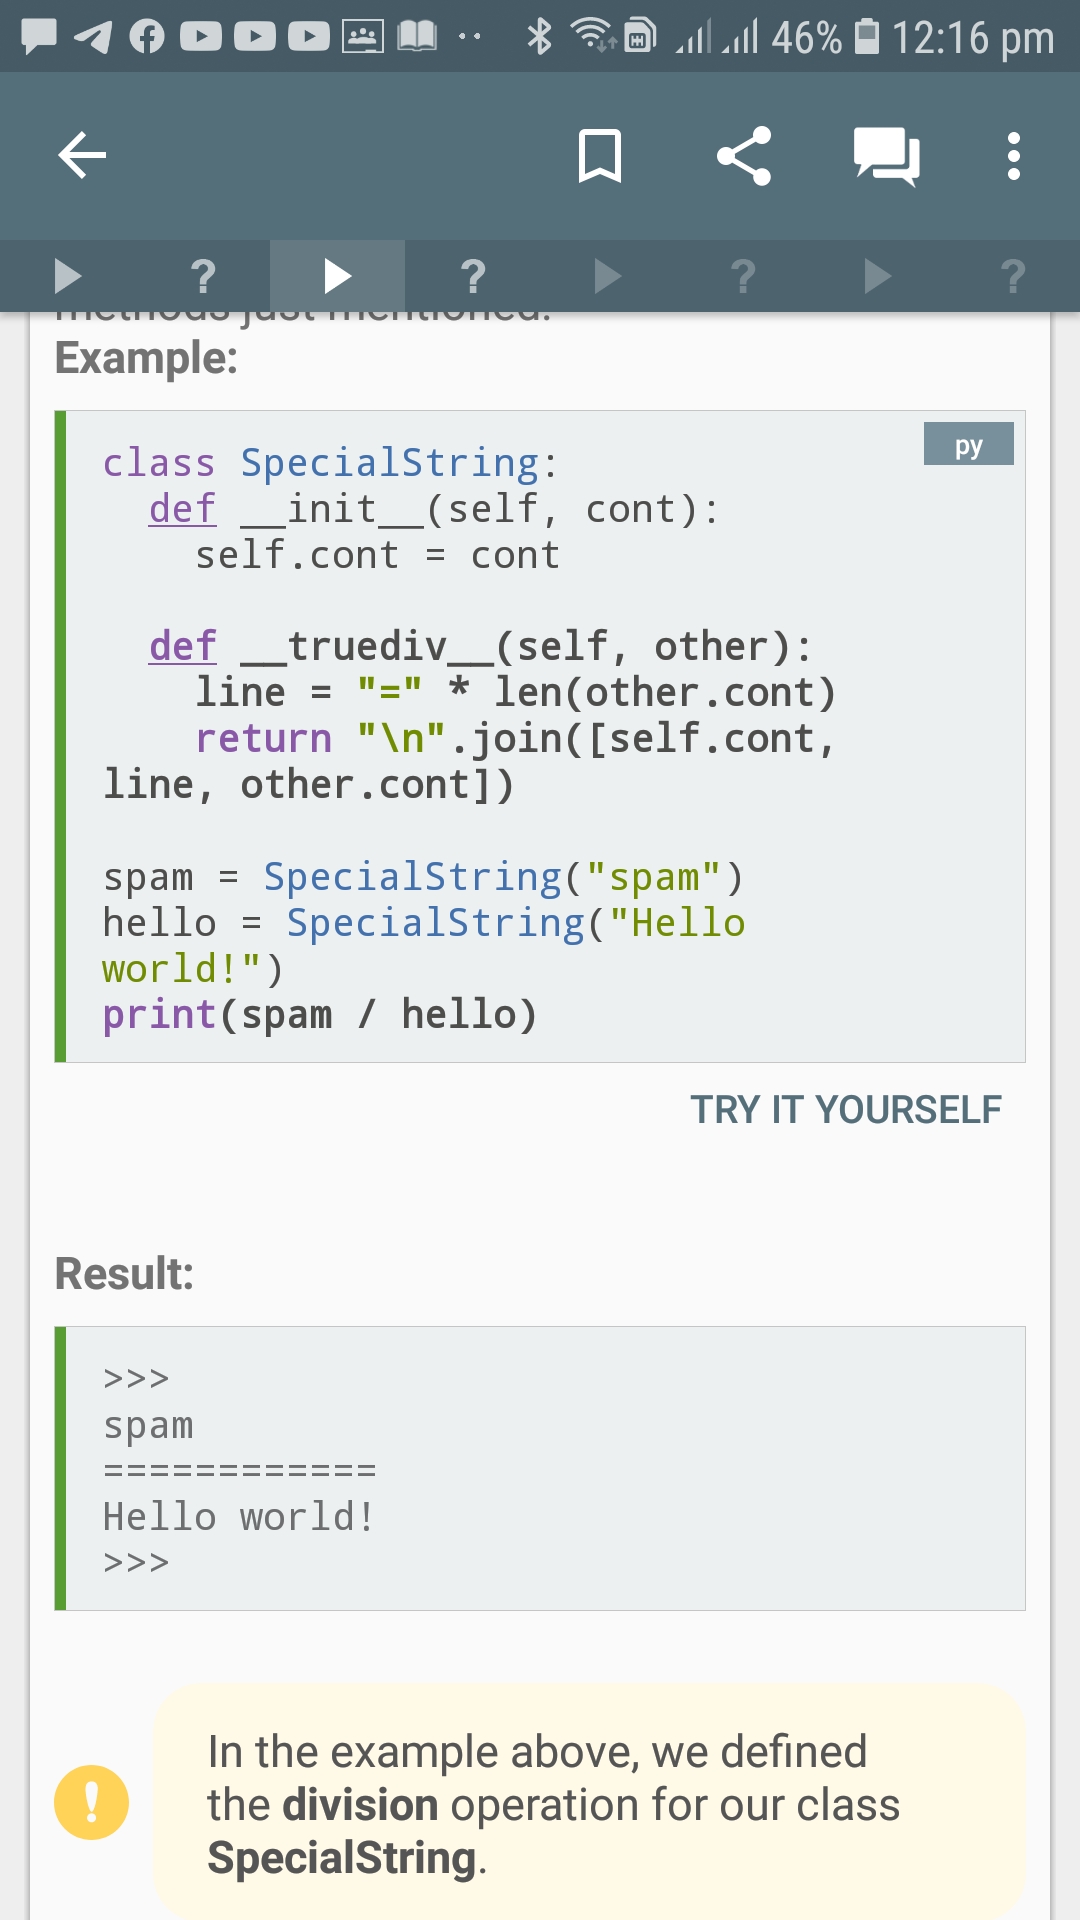 46% 12:16 pm
? ? ? ?
methods just mentioned.
Example:
py
class SpecialString:
  def __init__(self, cont):
    self.cont = cont
  def __truediv__(self, other):
    line = "=" * len(other.cont)
    return "\n".join([self.cont,
line, other.cont])
spam = SpecialString("spam")
hello = SpecialString("Hello
world!")
print(spam / hello)
TRY IT YOURSELF
Result:
>>>
spam
============
Hello world!
>>>
In the example above, we defined
the division operation for our class
SpecialString.